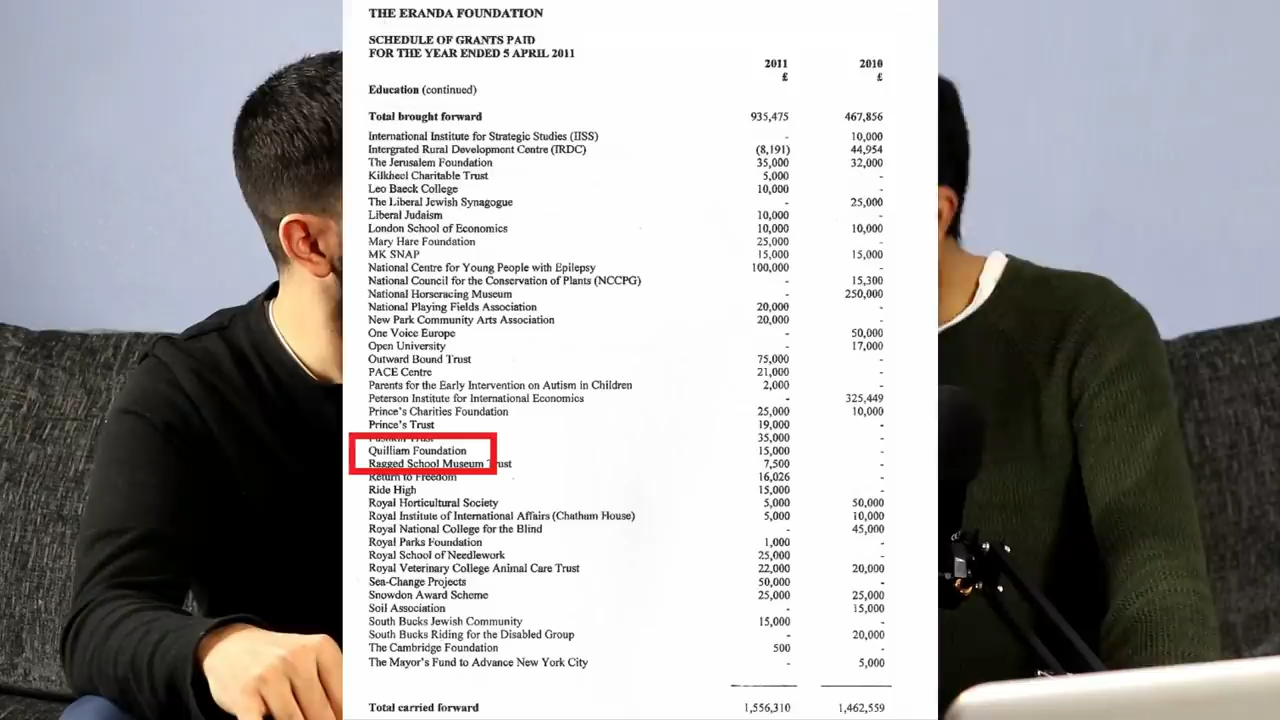 THE ERANDA FOUNDATION
SCHEDULE OF GRANTS PAID
FOR THE YEAR ENDED 5 APRIL 2011
2011 2010
£ £
Education (continued)
Total brought forward 935,475 467,856
International Institute for Strategic Studies (IISS) - 10,000
Intergrated Rural Development Centre (IRDC) (8,191) 44,954
The Jerusalem Foundation 35,000 32,000
Kilkheel Charitable Trust 5,000 -
Leo Baeck College 10,000 -
The Liberal Jewish Synagogue - 25,000
Liberal Judaism 10,000 -
London School of Economics 10,000 10,000
Mary Hare Foundation 25,000 -
MK SNAP 15,000 15,000
National Centre for Young People with Epilepsy 100,000 -
National Council for the Conservation of Plants (NCCPG) - 15,300
National Horseracing Museum - 250,000
National Playing Fields Association 20,000 -
New Park Community Arts Association 20,000 -
One Voice Europe - 50,000
Open University - 17,000
Outward Bound Trust 75,000 -
PACE Centre 21,000 -
Parents for the Early Intervention on Autism in Children 2,000 -
Peterson Institute for International Economics - 325,449
Prince's Charities Foundation 25,000 10,000
Prince's Trust 19,000 -
Trust 35,000 -
Quilliam Foundation 15,000 -
Ragged School Museum Trust 7,500 -
Return to Freedom 16,026 -
Ride High 15,000 -
Royal Horticultural Society 5,000 50,000
Royal Institute of International Affairs (Chatham House) 5,000 10,000
Royal National College for the Blind - 45,000
Royal Parks Foundation 1,000 -
Royal School of Needlework 25,000 -
Royal Veterinary College Animal Care Trust 22,000 20,000
Sea-Change Projects 50,000 -
Snowdon Award Scheme 25,000 25,000
Soil Association - 15,000
South Bucks Jewish Community 15,000 -
South Bucks Riding for the Disabled Group - 20,000
The Cambridge Foundation 500 -
The Mayor's Fund to Advance New York City - 5,000
Total carried forward 1,556,310 1,462,559